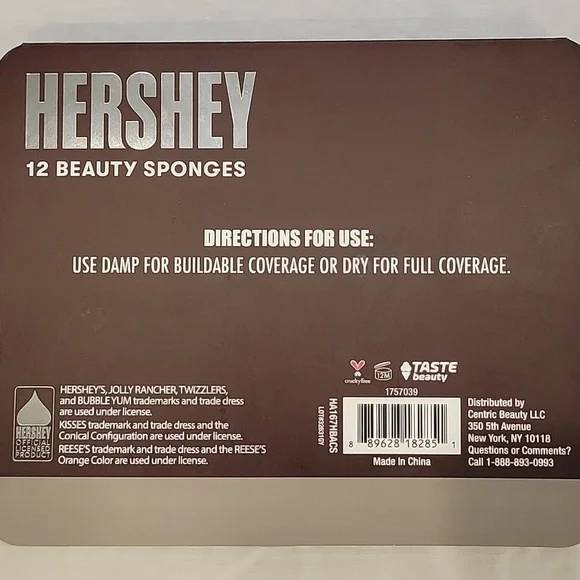 HERSHEY
12 BEAUTY SPONGES
DIRECTIONS FOR USE:
USE DAMP FOR BUILDABLE COVERAGE OR DRY FOR FULL COVERAGE.
crueltyfree
12M
TASTE
beauty
1757039
HERSHEY'S, JOLLY RANCHER, TWIZZLERS,
and BUBBLE YUM trademarks and trade dress
are used under license.
KISSES trademark and trade dress and the
Conical Configuration are used under license.
REESE'S trademark and trade dress and the REESE'S
Orange Color are used under license.
HERSHEY
OFFICIAL
LICENSED
PRODUCT
HA167HBACS
8 89628 18285 1
Made In China
Distributed by
Centric Beauty LLC
350 5th Avenue
New York, NY 10118
Questions or Comments?
Call 1-888-893-0993